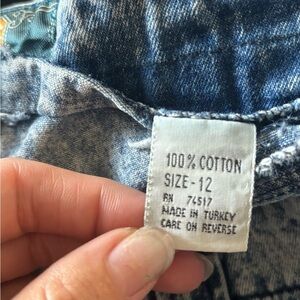 100% COTTON
SIZE-12
RN 74517
MADE IN TURKEY
CARE ON REVERSE